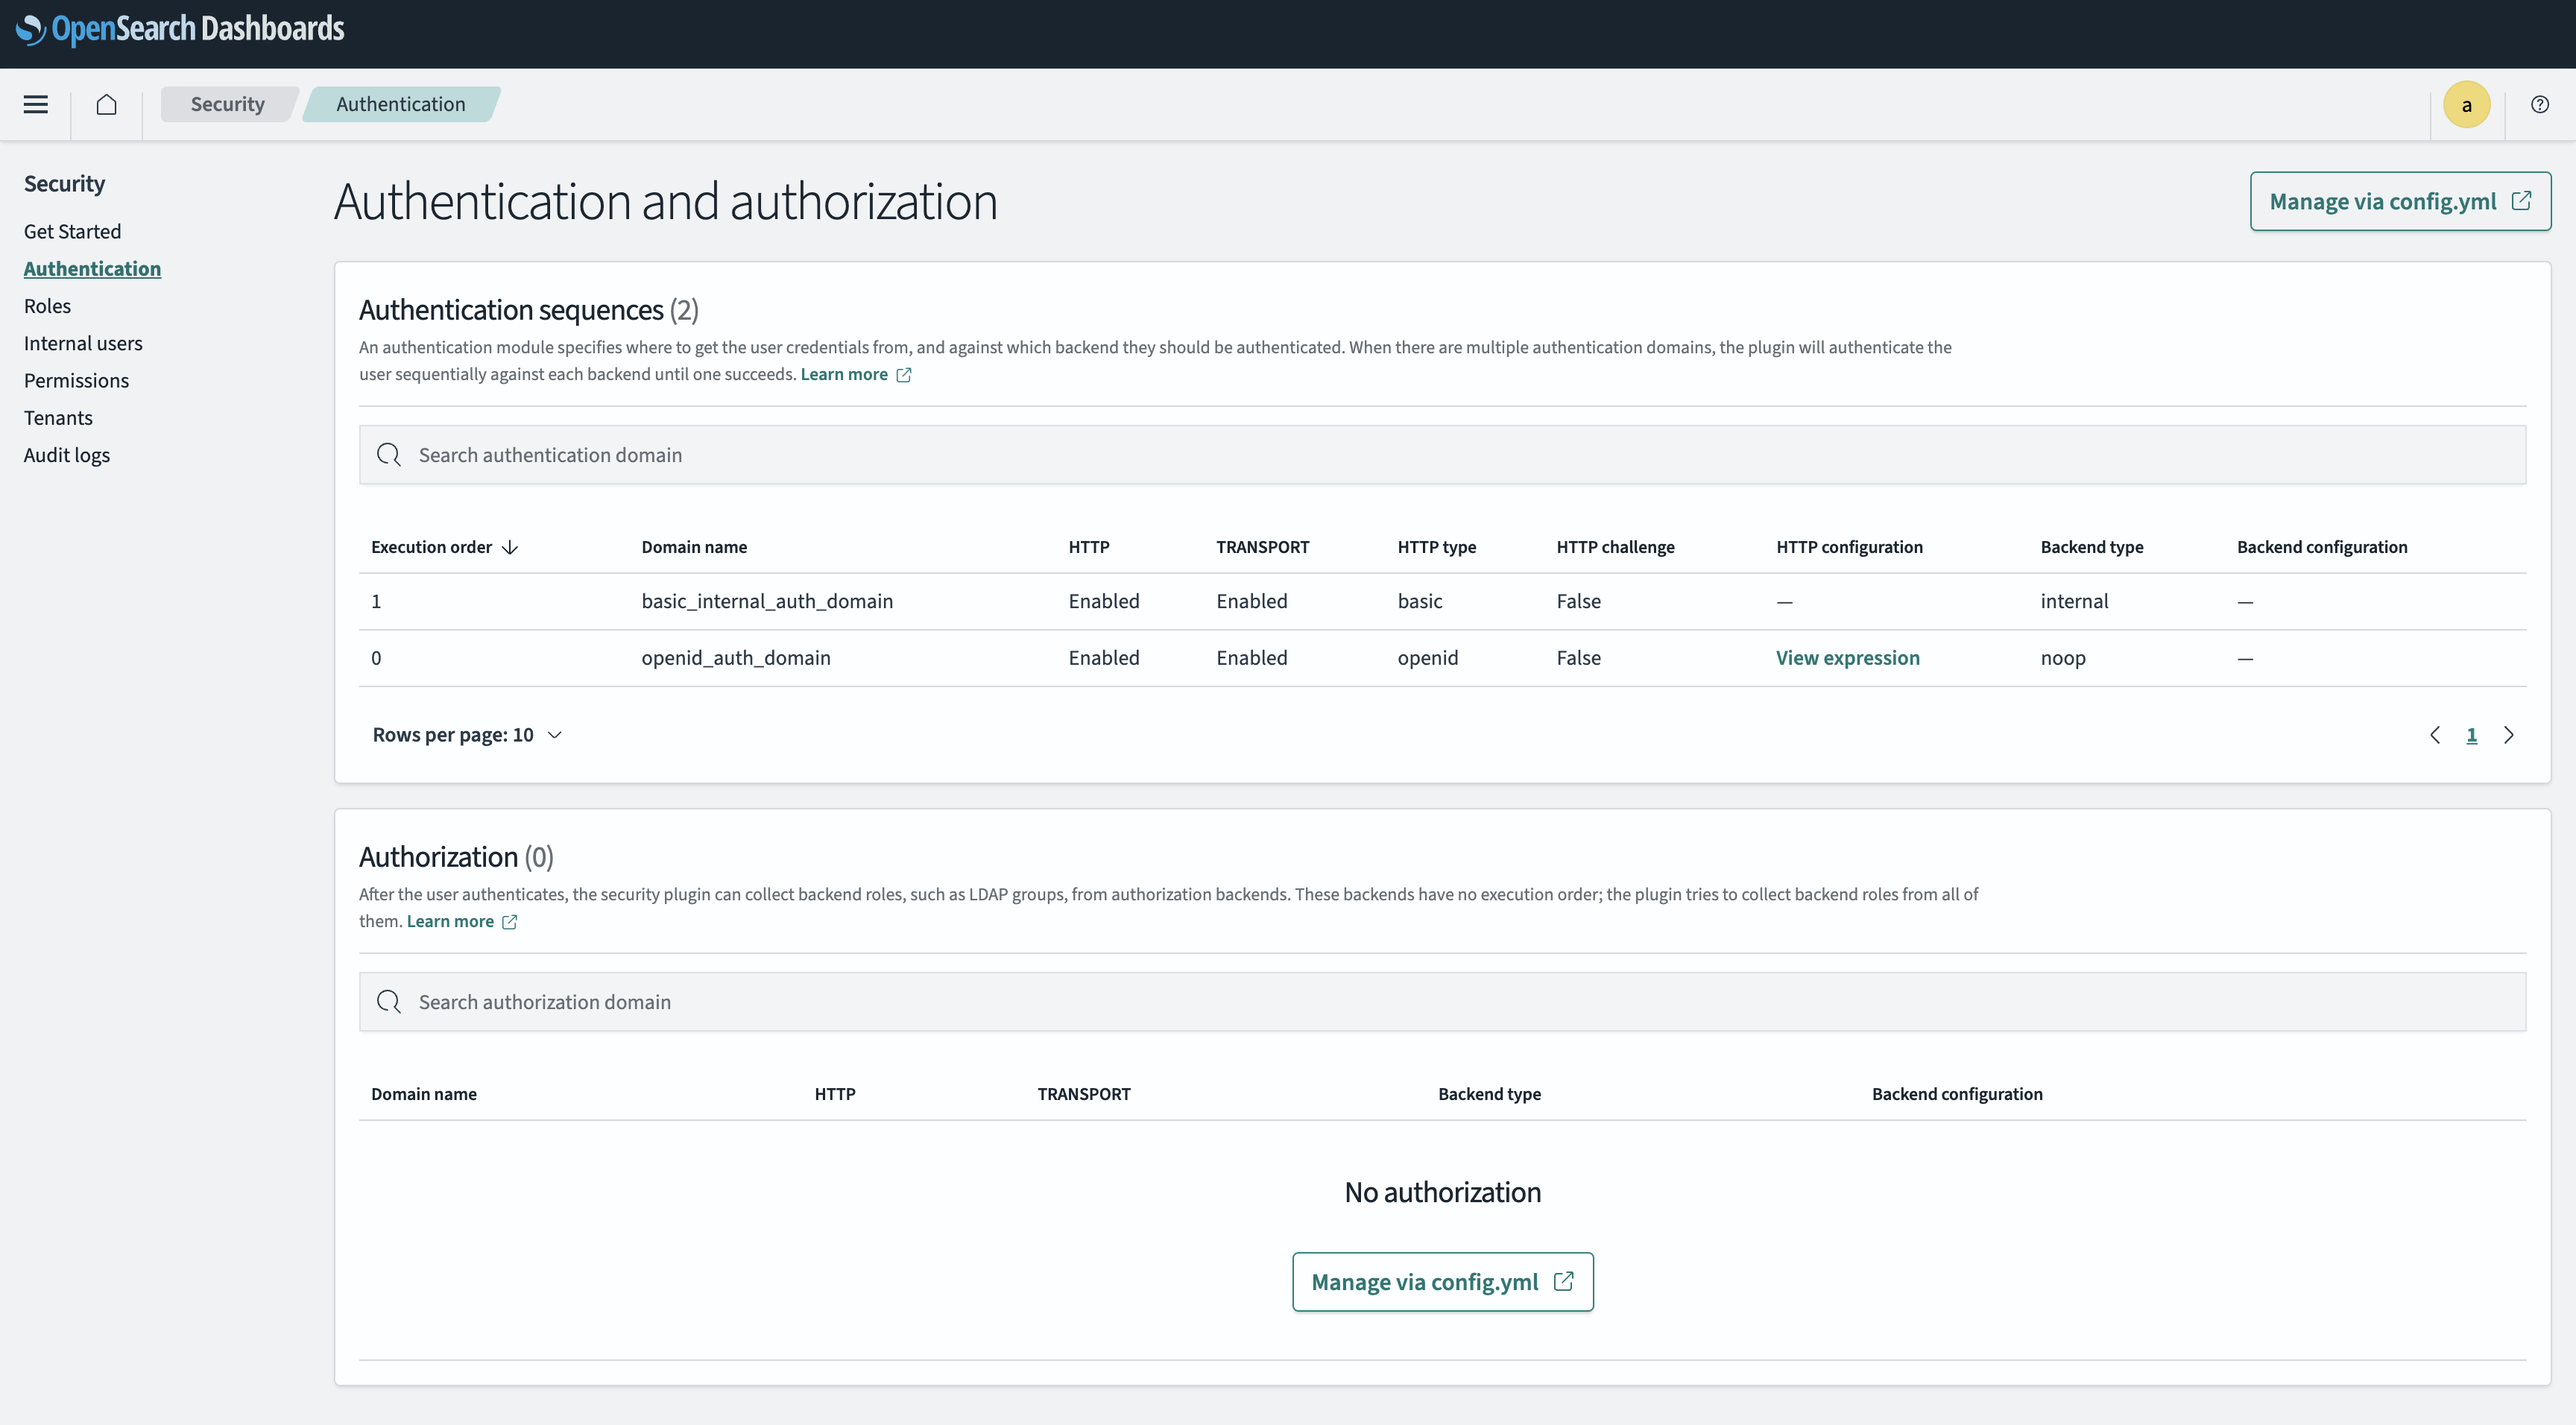 OpenSearch Dashboards
Security
Authentication
a
Security
Get Started
Authentication
Roles
Internal users
Permissions
Tenants
Audit logs
Authentication and authorization
Manage via config.yml
Authentication sequences (2)
An authentication module specifies where to get the user credentials from, and against which backend they should be authenticated. When there are multiple authentication domains, the plugin will authenticate the
user sequentially against each backend until one succeeds. Learn more
Search authentication domain
Execution order Domain name HTTP TRANSPORT HTTP type HTTP challenge HTTP configuration Backend type Backend configuration
1 basic_internal_auth_domain Enabled Enabled basic False — internal —
0 openid_auth_domain Enabled Enabled openid False View expression noop —
Rows per page: 10
1
Authorization (0)
After the user authenticates, the security plugin can collect backend roles, such as LDAP groups, from authorization backends. These backends have no execution order; the plugin tries to collect backend roles from all of
them. Learn more
Search authorization domain
Domain name HTTP TRANSPORT Backend type Backend configuration
No authorization
Manage via config.yml